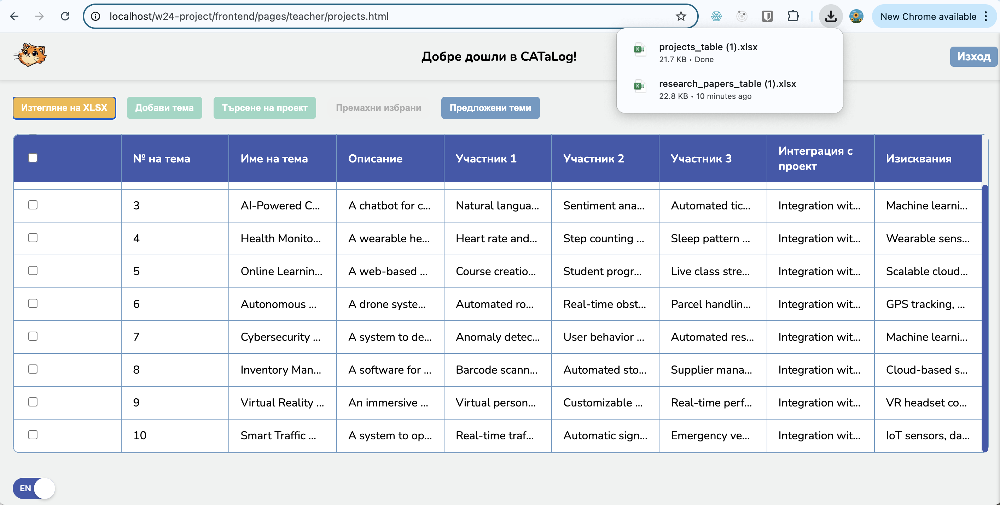 localhost/w24-project/frontend/pages/teacher/projects.html
New Chrome available
projects_table (1).xlsx
21.7 KB • Done
research_papers_table (1).xlsx
22.8 KB • 10 minutes ago
Добре дошли в CATaLog!
Изход
Изтегляне на XLSX
Добави тема
Търсене на проект
Премахни избрани
Предложени теми
№ на тема Име на тема Описание Участник 1 Участник 2 Участник 3 Интеграция с проект Изисквания
3 AI-Powered C... A chatbot for c... Natural langua... Sentiment ana... Automated tic... Integration wit... Machine learni...
4 Health Monito... A wearable he... Heart rate and... Step counting ... Sleep pattern ... Integration wit... Wearable sens...
5 Online Learnin... A web-based ... Course creatio... Student progr... Live class stre... Integration wit... Scalable cloud...
6 Autonomous ... A drone syste... Automated ro... Real-time obst... Parcel handlin... Integration wit... GPS tracking, ...
7 Cybersecurity ... A system to de... Anomaly detec... User behavior ... Automated res... Integration wit... Machine learni...
8 Inventory Man... A software for ... Barcode scann... Automated sto... Supplier mana... Integration wit... Cloud-based s...
9 Virtual Reality ... An immersive ... Virtual person... Customizable ... Real-time perf... Integration wit... VR headset co...
10 Smart Traffic ... A system to op... Real-time traf... Automatic sign... Emergency ve... Integration wit... IoT sensors, da...
EN